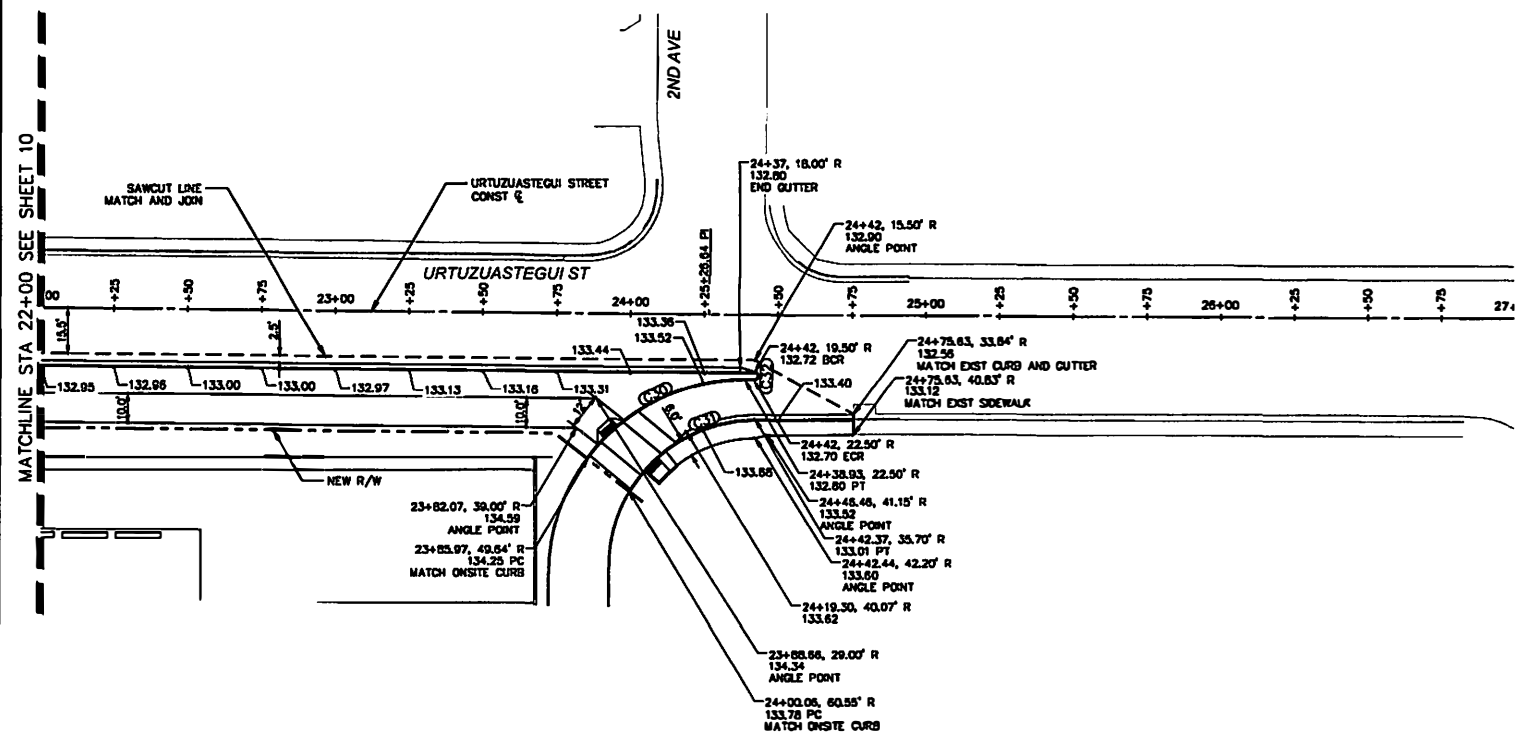 MATCHLINE STA 22+00 SEE SHEET 10
2ND AVE
SAWCUT LINE
MATCH AND JOIN
URTUZUASTEGUI STREET
CONST ℄
24+37, 18.00' R
132.80
END GUTTER
24+42, 15.50' R
132.90
ANGLE POINT
URTUZUASTEGUI ST
00
+25
+50
+75
23+00
+25
+50
+75
24+00
+25
+26.64 PI
+50
+75
25+00
+25
+50
+75
26+00
+25
+50
+75
15.5'
2.5'
133.36
133.52
133.44
24+42, 19.50' R
132.72 BCR
C32
24+75.63, 33.64' R
132.56
MATCH EXIST CURB AND GUTTER
24+75.63, 40.63' R
133.12
MATCH EXIST SIDEWALK
133.40
132.95
132.96
133.00
133.00
132.97
133.13
133.16
133.31
10.0'
10.0'
12'
C30
6.0'
C31
24+42, 22.50' R
132.70 ECR
24+38.93, 22.50' R
132.80 PT
133.68
24+46.46, 41.15' R
133.52
ANGLE POINT
24+42.37, 35.70' R
133.01 PT
24+42.44, 42.20' R
133.60
ANGLE POINT
NEW R/W
23+82.07, 39.00' R
134.59
ANGLE POINT
23+85.97, 49.64' R
134.25 PC
MATCH ONSITE CURB
24+19.30, 40.07' R
133.62
23+88.66, 29.00' R
134.34
ANGLE POINT
24+00.06, 60.55' R
133.78 PC
MATCH ONSITE CURB